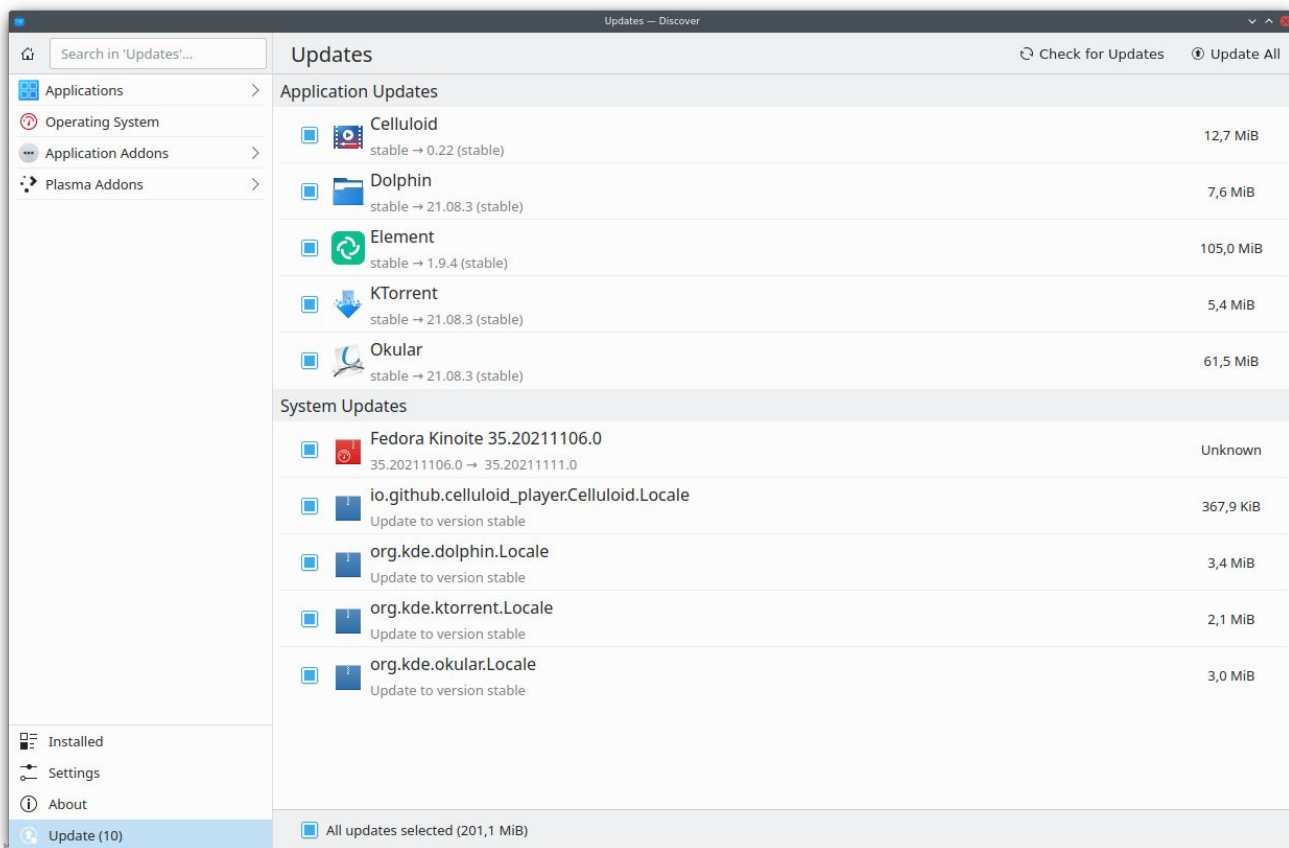 Updates — Discover
Search in 'Updates'...
Updates
Check for Updates
Update All
Applications
Operating System
Application Addons
Plasma Addons
Installed
Settings
About
Update (10)
Application Updates
Celluloid
stable → 0.22 (stable)
12,7 MiB
Dolphin
stable → 21.08.3 (stable)
7,6 MiB
Element
stable → 1.9.4 (stable)
105,0 MiB
KTorrent
stable → 21.08.3 (stable)
5,4 MiB
Okular
stable → 21.08.3 (stable)
61,5 MiB
System Updates
Fedora Kinoite 35.20211106.0
35.20211106.0 → 35.20211111.0
Unknown
io.github.celluloid_player.Celluloid.Locale
Update to version stable
367,9 KiB
org.kde.dolphin.Locale
Update to version stable
3,4 MiB
org.kde.ktorrent.Locale
Update to version stable
2,1 MiB
org.kde.okular.Locale
Update to version stable
3,0 MiB
All updates selected (201,1 MiB)